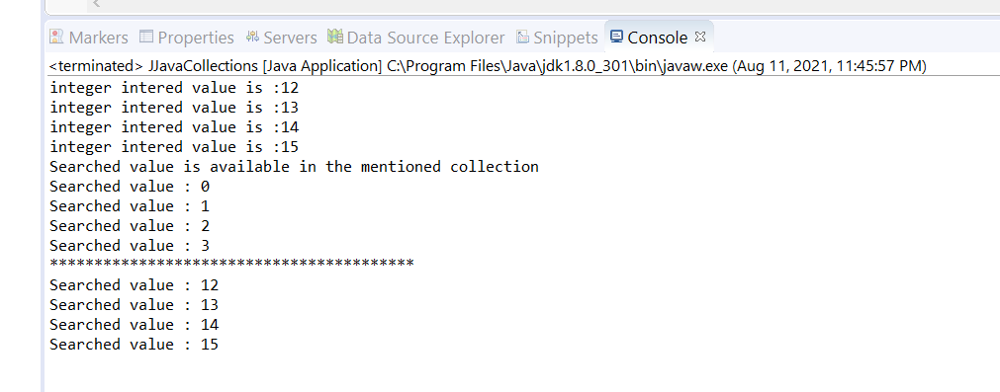 Markers Properties Servers Data Source Explorer Snippets Console
<terminated> JJavaCollections [Java Application] C:\Program Files\Java\jdk1.8.0_301\bin\javaw.exe (Aug 11, 2021, 11:45:57 PM)
integer intered value is :12
integer intered value is :13
integer intered value is :14
integer intered value is :15
Searched value is available in the mentioned collection
Searched value : 0
Searched value : 1
Searched value : 2
Searched value : 3
*****************************************
Searched value : 12
Searched value : 13
Searched value : 14
Searched value : 15